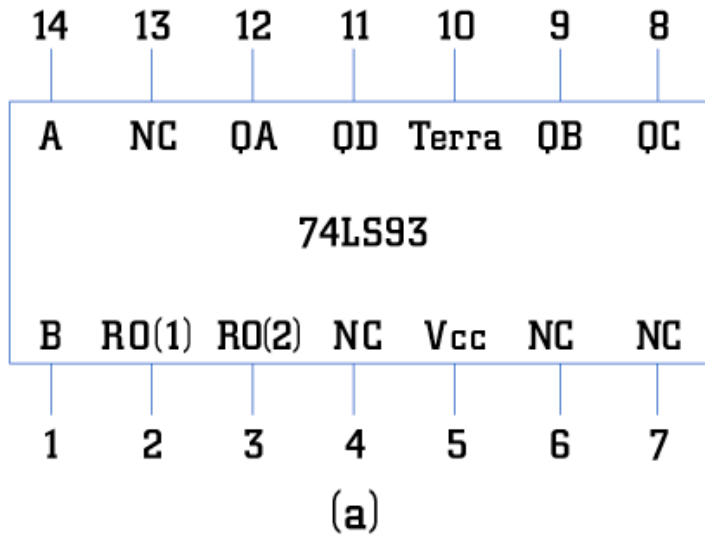 14 13 12 11 10 9 8
A NC QA QD Terra QB QC
74LS93
B RO(1) RO(2) NC Vcc NC NC
1 2 3 4 5 6 7
(a)